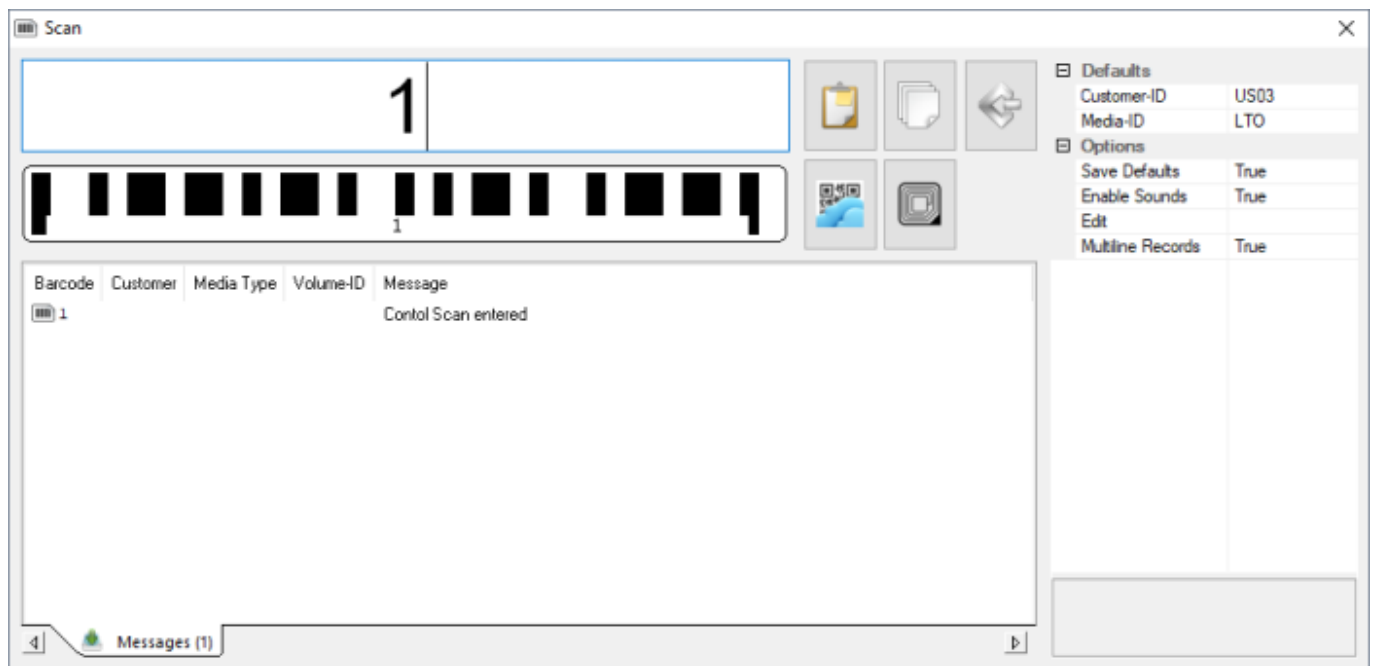 Scan
1
1
Barcode Customer Media Type Volume-ID Message
1 Contol Scan entered
Messages (1)
Defaults
Customer-ID US03
Media-ID LTO
Options
Save Defaults True
Enable Sounds True
Edit
Multiline Records True